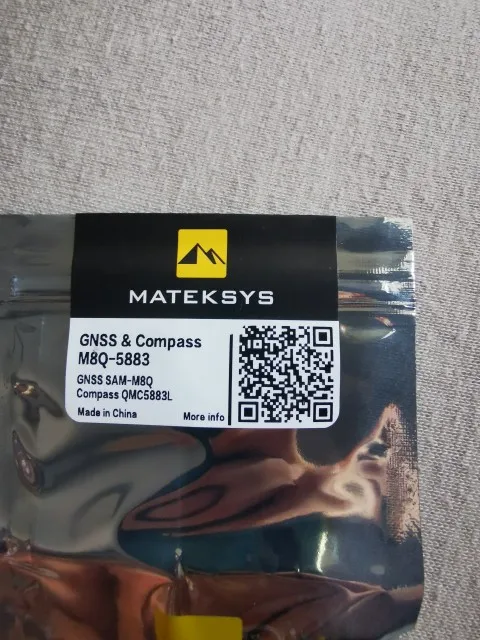 MATEKSYS
GNSS & Compass
M8Q-5883
GNSS SAM-M8Q
Compass QMC5883L
Made in China
More info